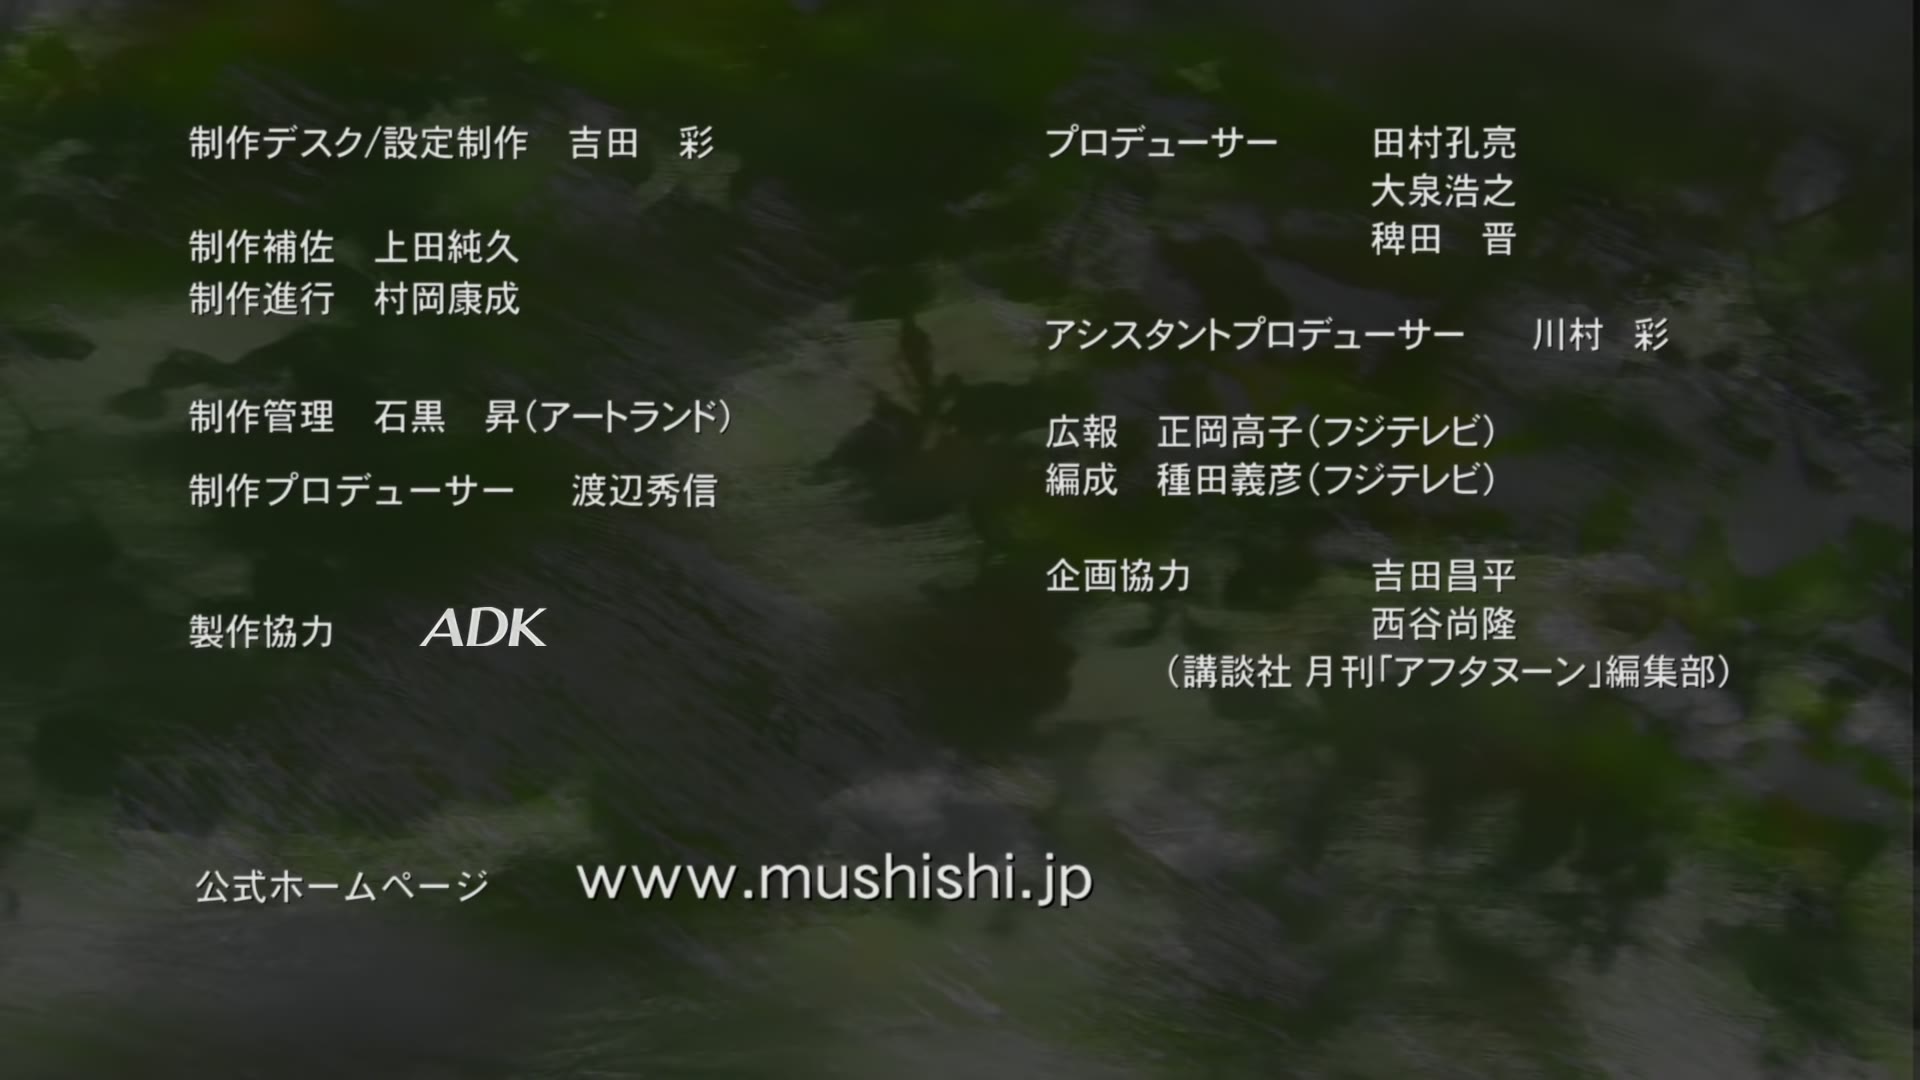 制作デスク/設定制作　吉田　彩
制作補佐　上田純久
制作進行　村岡康成
制作管理　石黒　昇（アートランド）
制作プロデューサー　渡辺秀信
製作協力　ADK
プロデューサー　田村孔亮
大泉浩之
稗田　晋
アシスタントプロデューサー　川村　彩
広報　正岡高子（フジテレビ）
編成　種田義彦（フジテレビ）
企画協力　吉田昌平
西谷尚隆
（講談社 月刊「アフタヌーン」編集部）
公式ホームページ　www.mushishi.jp